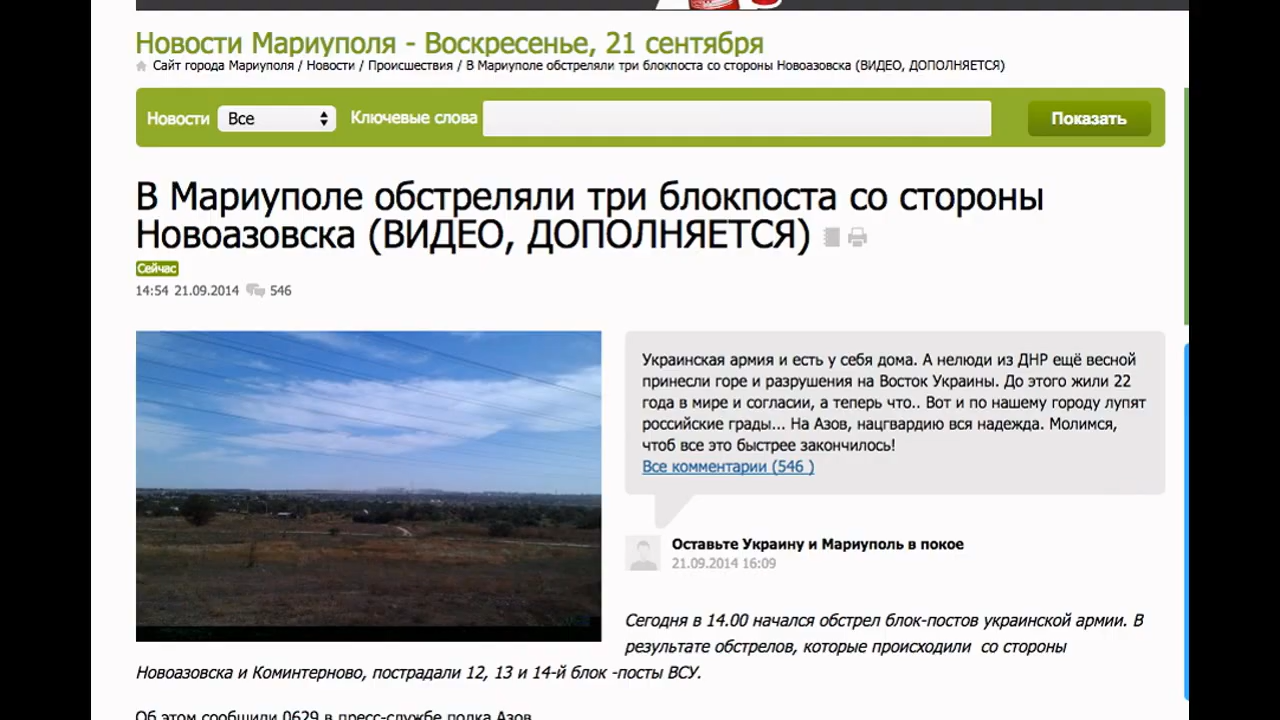 Новости Мариуполя - Воскресенье, 21 сентября
Сайт города Мариуполя / Новости / Происшествия / В Мариуполе обстреляли три блокпоста со стороны Новоазовска (ВИДЕО, ДОПОЛНЯЕТСЯ)
Новости Все Ключевые слова Показать
В Мариуполе обстреляли три блокпоста со стороны
Новоазовска (ВИДЕО, ДОПОЛНЯЕТСЯ)
Сейчас
14:54 21.09.2014 546
Украинская армия и есть у себя дома. А нелюди из ДНР ещё весной
принесли горе и разрушения на Восток Украины. До этого жили 22
года в мире и согласии, а теперь что.. Вот и по нашему городу лупят
российские грады... На Азов, нацгвардию вся надежда. Молимся,
чтоб все это быстрее закончилось!
Все комментарии (546 )
Оставьте Украину и Мариуполь в покое
21.09.2014 16:09
Сегодня в 14.00 начался обстрел блок-постов украинской армии. В
результате обстрелов, которые происходили со стороны
Новоазовска и Коминтерново, пострадали 12, 13 и 14-й блок -посты ВСУ.
Об этом сообщили 0629 в пресс-службе полка Азов